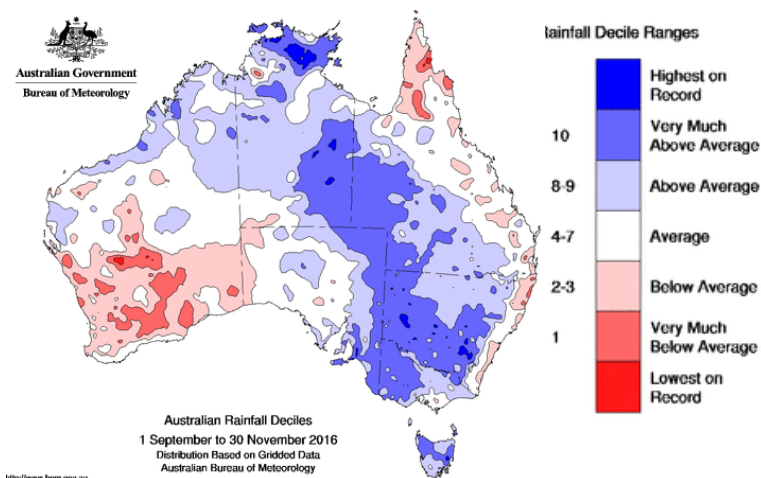 Australian Government
Bureau of Meteorology
Rainfall Decile Ranges
Highest on
Record
10
Very Much
Above Average
8-9
Above Average
4-7
Average
2-3
Below Average
1
Very Much
Below Average
Lowest on
Record
Australian Rainfall Deciles
1 September to 30 November 2016
Distribution Based on Gridded Data
Australian Bureau of Meteorology